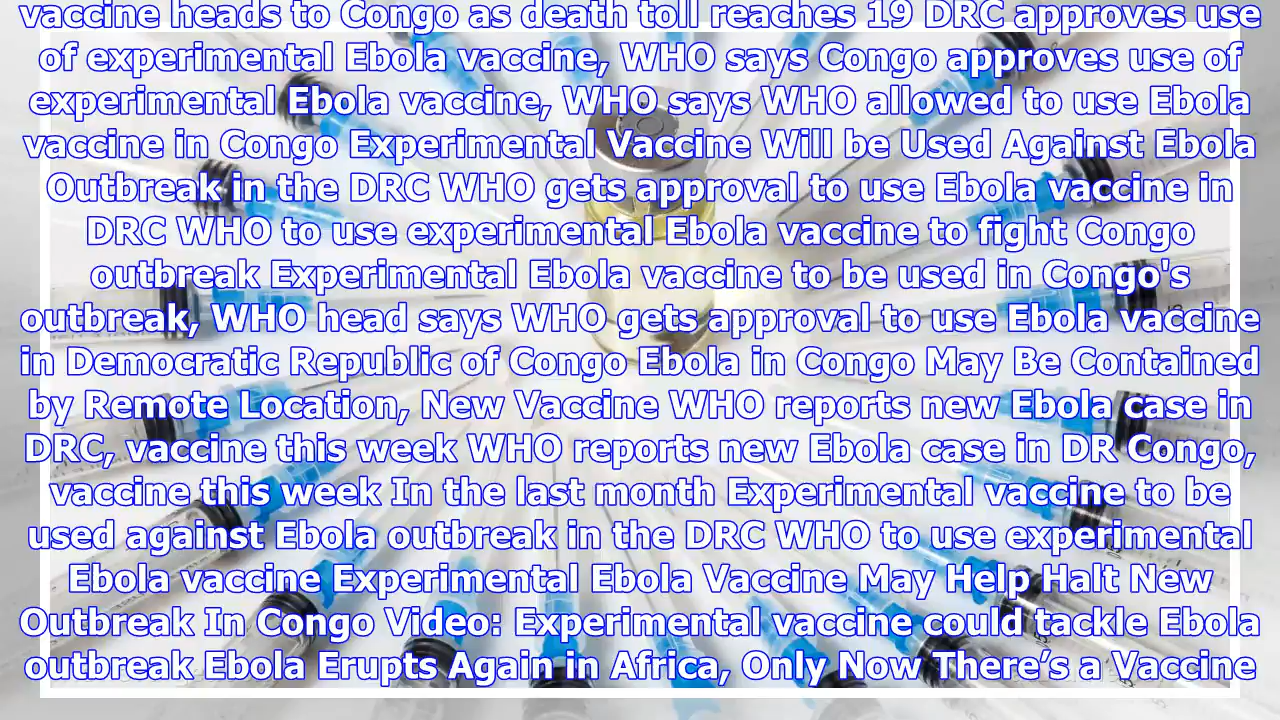 vaccine heads to Congo as death toll reaches 19 DRC approves use
of experimental Ebola vaccine, WHO says Congo approves use of
experimental Ebola vaccine, WHO says WHO allowed to use Ebola
vaccine in Congo Experimental Vaccine Will be Used Against Ebola
Outbreak in the DRC WHO gets approval to use Ebola vaccine in
DRC WHO to use experimental Ebola vaccine to fight Congo
outbreak Experimental Ebola vaccine to be used in Congo's
outbreak, WHO head says WHO gets approval to use Ebola vaccine
in Democratic Republic of Congo Ebola in Congo May Be Contained
by Remote Location, New Vaccine WHO reports new Ebola case in
DRC, vaccine this week WHO reports new Ebola case in DR Congo,
vaccine this week In the last month Experimental vaccine to be
used against Ebola outbreak in the DRC WHO to use experimental
Ebola vaccine Experimental Ebola Vaccine May Help Halt New
Outbreak In Congo Video: Experimental vaccine could tackle Ebola
outbreak Ebola Erupts Again in Africa, Only Now There’s a Vaccine